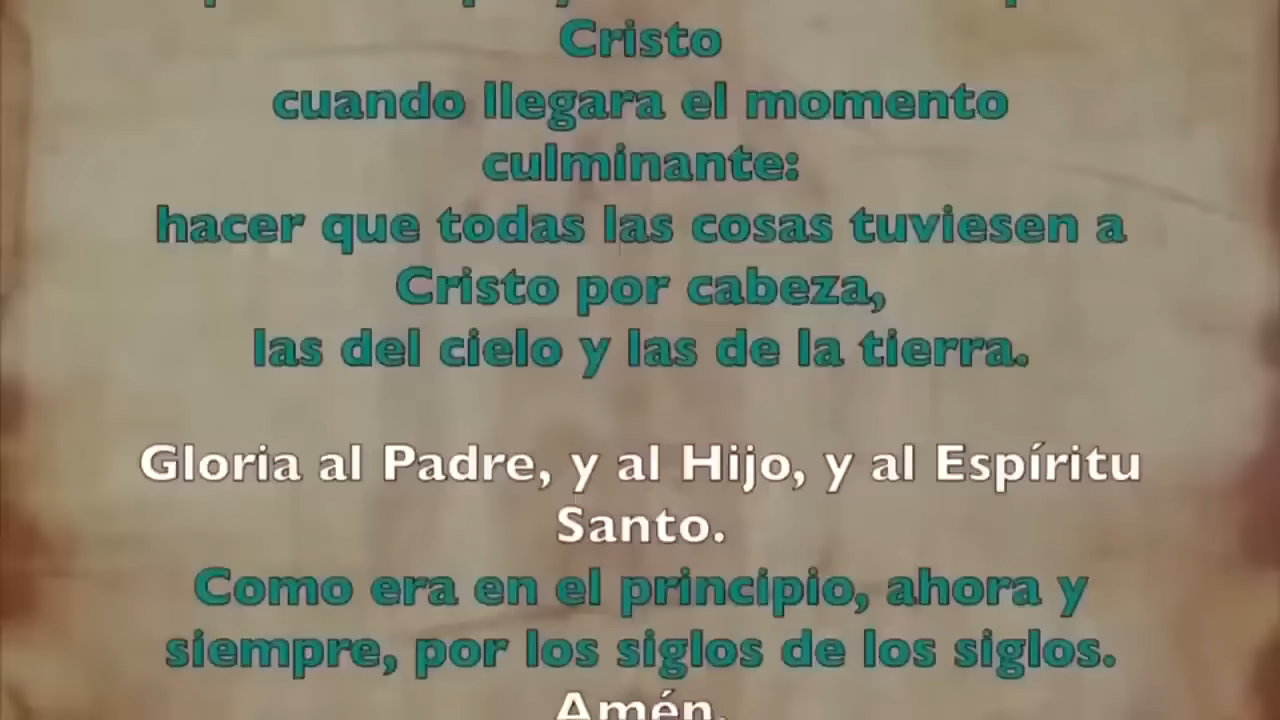 Cristo
cuando llegara el momento
culminante:
hacer que todas las cosas tuviesen a
Cristo por cabeza,
las del cielo y las de la tierra.
Gloria al Padre, y al Hijo, y al Espíritu
Santo.
Como era en el principio, ahora y
siempre, por los siglos de los siglos.
Amén.